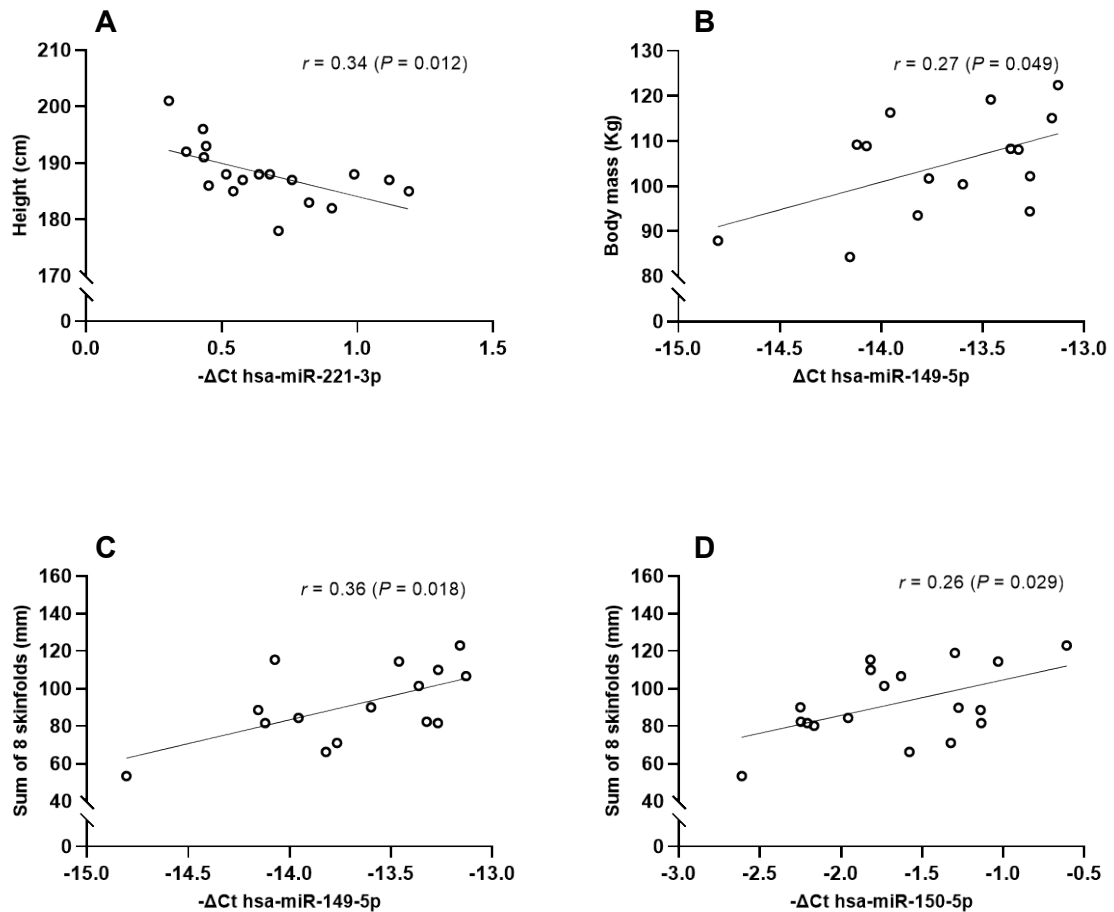 A
r = 0.34 (P = 0.012)
Height (cm)
210
200
190
180
170
0
0.0 0.5 1.0 1.5
-ΔCt hsa-miR-221-3p
B
r = 0.27 (P = 0.049)
Body mass (Kg)
130
120
110
100
90
80
0
-15.0 -14.5 -14.0 -13.5 -13.0
ΔCt hsa-miR-149-5p
C
r = 0.36 (P = 0.018)
Sum of 8 skinfolds (mm)
160
140
120
100
80
60
40
0
-15.0 -14.5 -14.0 -13.5 -13.0
-ΔCt hsa-miR-149-5p
D
r = 0.26 (P = 0.029)
Sum of 8 skinfolds (mm)
160
140
120
100
80
60
40
0
-3.0 -2.5 -2.0 -1.5 -1.0 -0.5
-ΔCt hsa-miR-150-5p